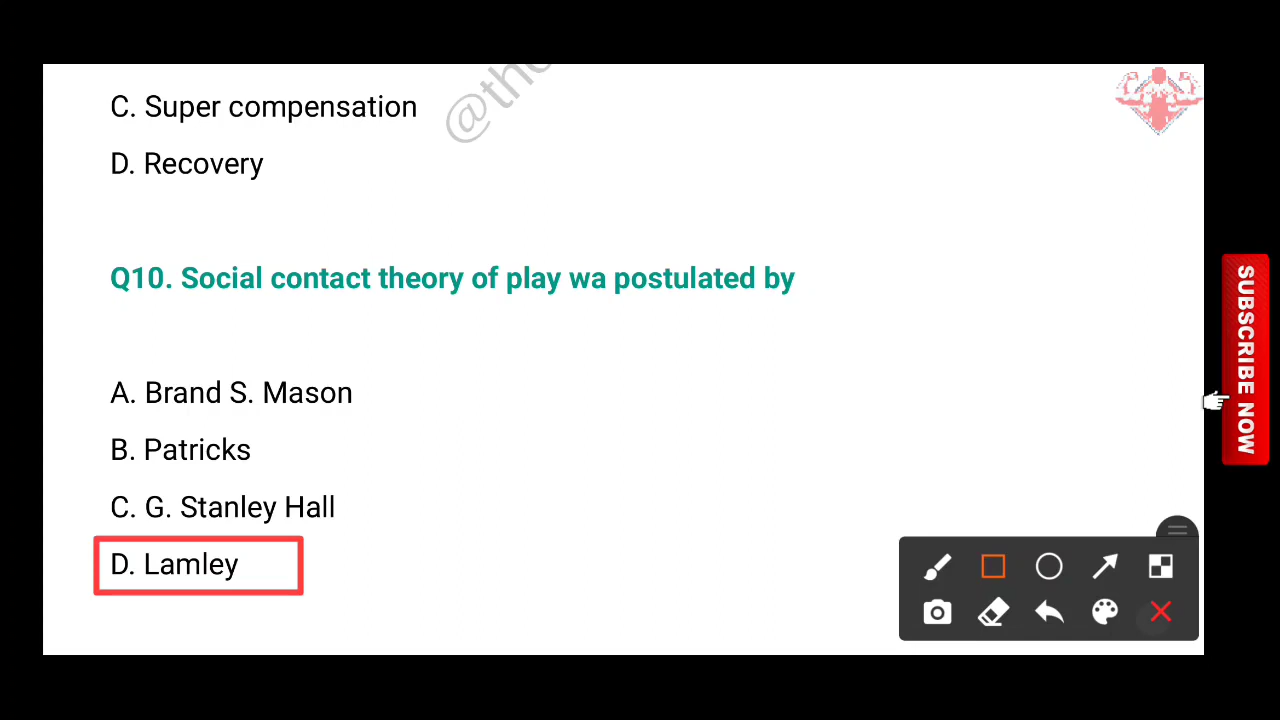 C. Super compensation
D. Recovery
Q10. Social contact theory of play wa postulated by
A. Brand S. Mason
B. Patricks
C. G. Stanley Hall
D. Lamley
SUBSCRIBE NOW